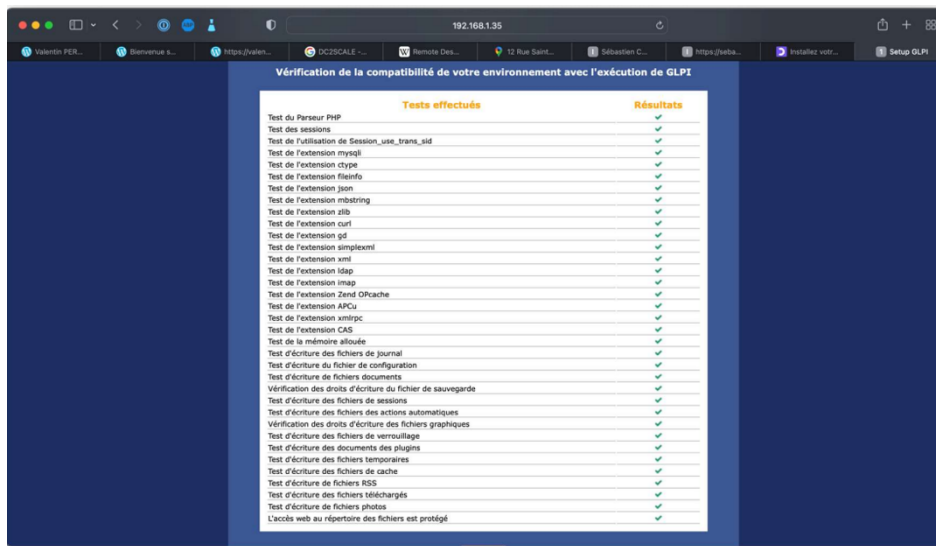 192.168.1.35
Valentin PER...
Bienvenue s...
https://valen...
DC2SCALE -...
Remote Des...
12 Rue Saint...
Sébastien C...
https://seba...
Installez votr...
Setup GLPI
Vérification de la compatibilité de votre environnement avec l'exécution de GLPI
Tests effectués Résultats
Test du Parseur PHP
Test des sessions
Test de l'utilisation de Session_use_trans_sid
Test de l'extension mysqli
Test de l'extension ctype
Test de l'extension fileinfo
Test de l'extension json
Test de l'extension mbstring
Test de l'extension zlib
Test de l'extension curl
Test de l'extension gd
Test de l'extension simplexml
Test de l'extension xml
Test de l'extension ldap
Test de l'extension imap
Test de l'extension Zend OPcache
Test de l'extension APCu
Test de l'extension xmlrpc
Test de l'extension CAS
Test de la mémoire allouée
Test d'écriture des fichiers de journal
Test d'écriture du fichier de configuration
Test d'écriture de fichiers documents
Vérification des droits d'écriture du fichier de sauvegarde
Test d'écriture des fichiers de sessions
Test d'écriture des fichiers des actions automatiques
Vérification des droits d'écriture des fichiers graphiques
Test d'écriture des fichiers de verrouillage
Test d'écriture des documents des plugins
Test d'écriture des fichiers temporaires
Test d'écriture des fichiers de cache
Test d'écriture de fichiers RSS
Test d'écriture des fichiers téléchargés
Test d'écriture de fichiers photos
L'accès web au répertoire des fichiers est protégé